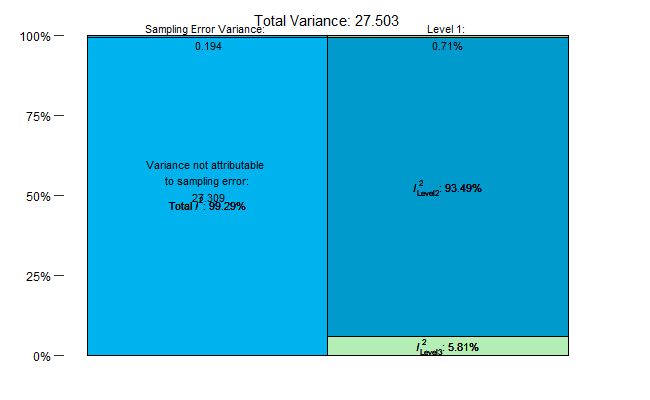 Total Variance: 27.503
Sampling Error Variance:
0.194
Level 1:
0.71%
100%
75%
50%
25%
0%
Variance not attributable
to sampling error:
27.309
Total I²: 99.29%
I²Level2: 93.49%
I²Level3: 5.81%